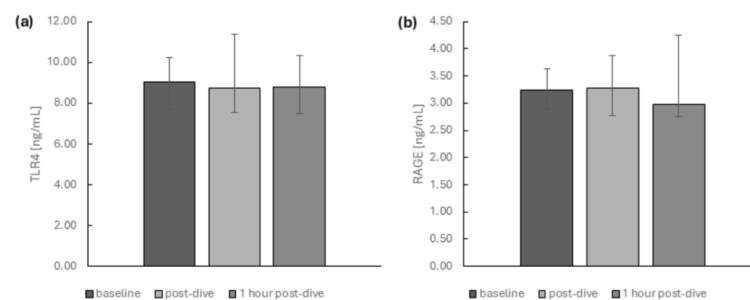 (a)
12.00
10.00
8.00
6.00
4.00
2.00
0.00
TLR4 [ng/mL]
baseline post-dive 1 hour post-dive
(b)
4.50
4.00
3.50
3.00
2.50
2.00
1.50
1.00
0.50
0.00
RAGE [ng/mL]
baseline post-dive 1 hour post-dive